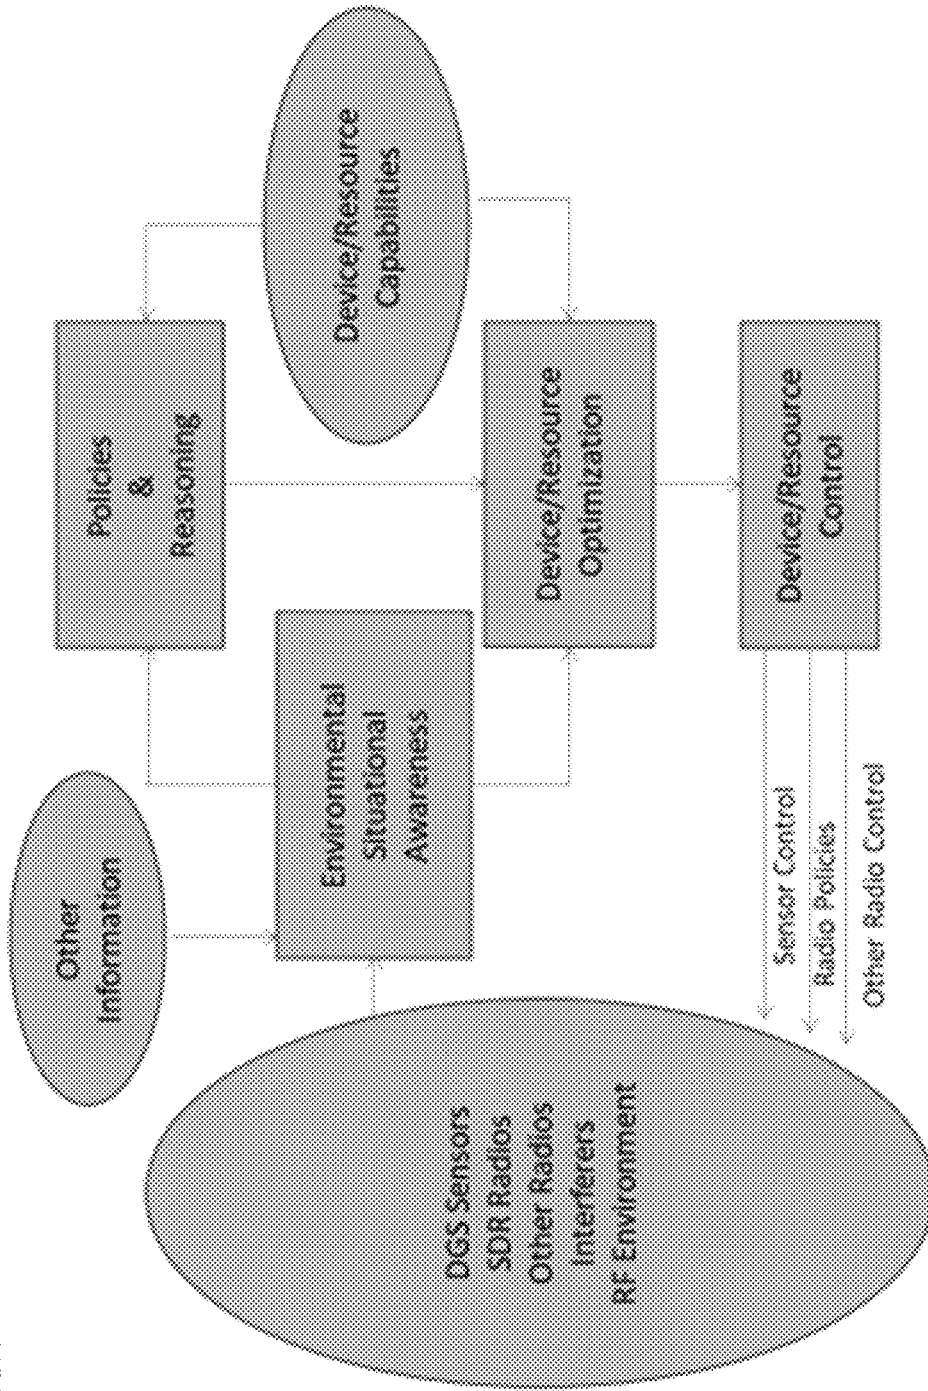 Other
Information
Policies
&
Reasoning
Environmental
Situational
Awareness
Device/Resource
Capabilities
DGS Sensors
SDR Radios
Other Radios
Interferers
RF Environment
Device/Resource
Optimization
Sensor Control
Radio Policies
Other Radio Control
Device/Resource
Control